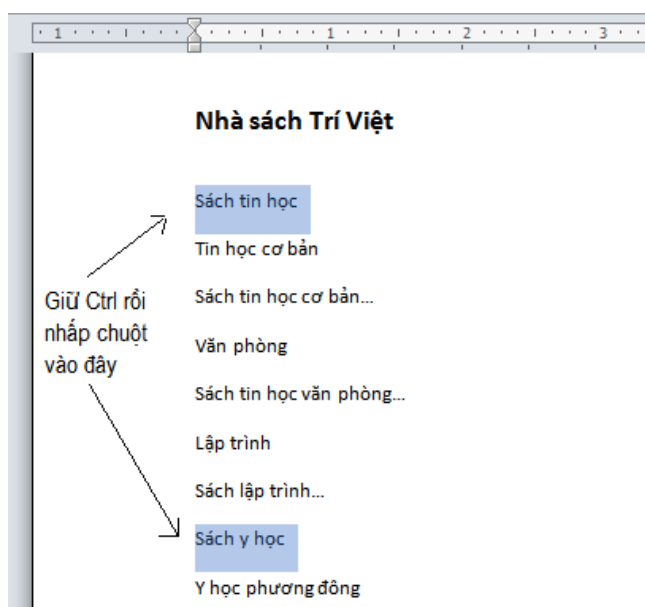 1 1 2 3
Nhà sách Trí Việt
Sách tin học
Tin học cơ bản
Giữ Ctrl rồi
nhấp chuột
vào đây
Sách tin học cơ bản...
Văn phòng
Sách tin học văn phòng...
Lập trình
Sách lập trình...
Sách y học
Y học phương đông